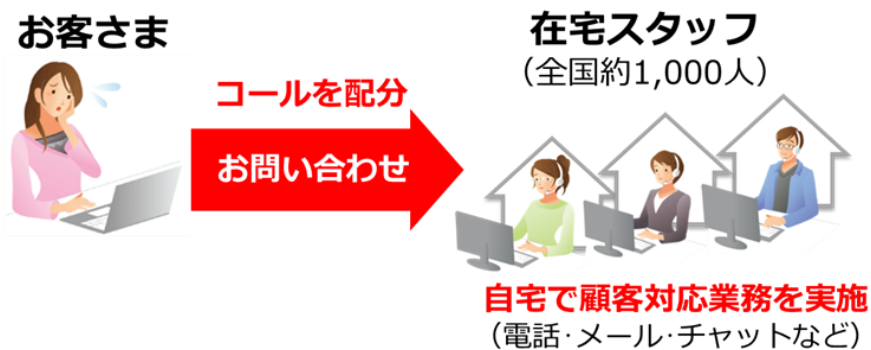 お客さま
コールを配分
お問い合わせ
在宅スタッフ
（全国約1,000人）
自宅で顧客対応業務を実施
（電話・メール・チャットなど）